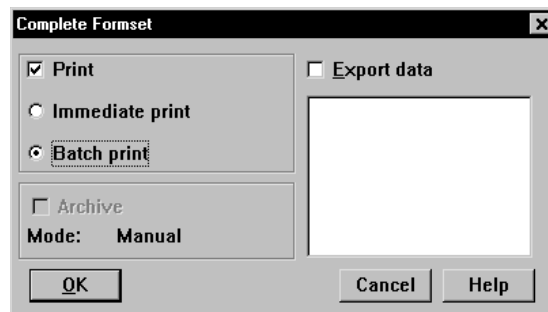 Complete Formset
Print
Export data
Immediate print
Batch print
Archive
Mode: Manual
OK
Cancel
Help